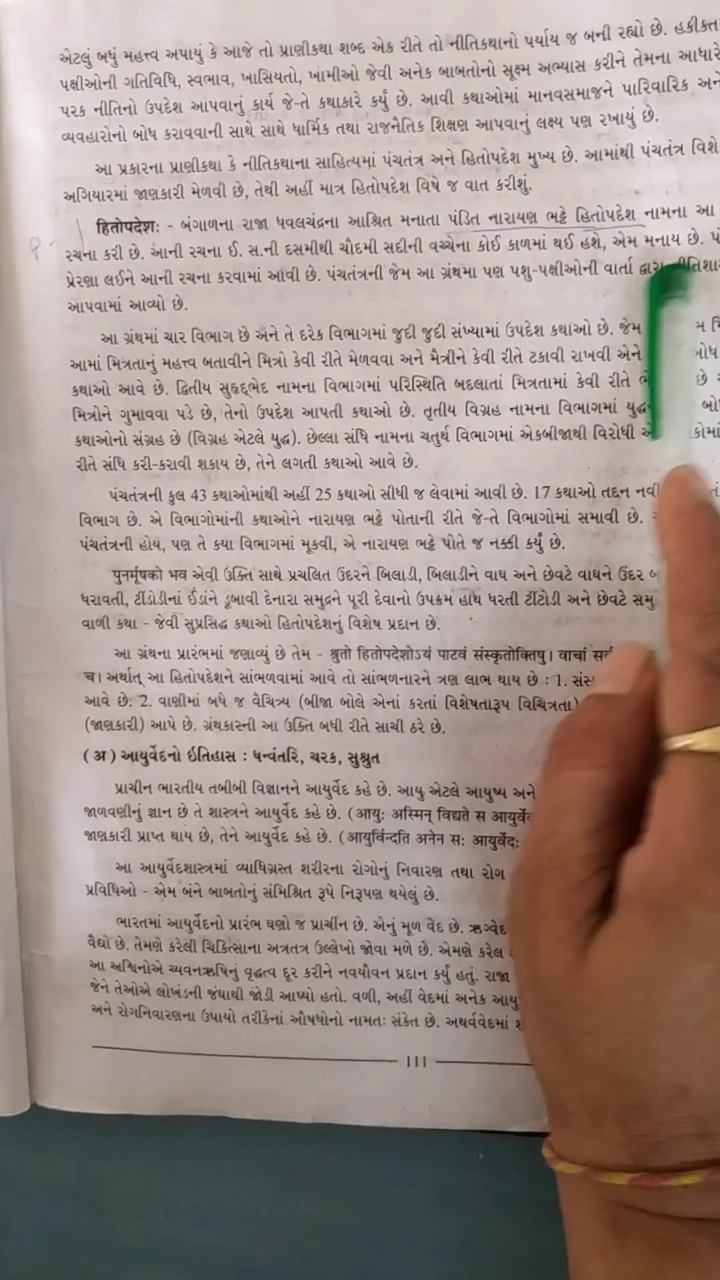 એટલું બધું મહત્ત્વ અપાયું કે આજે તો પ્રાણીકથા શબ્દ એક રીતે તો નીતિકથાનો પર્યાય જ બની રહ્યો છે. હકીકત
પક્ષીઓની ગતિવિધિ, સ્વભાવ, ખાસિયતો, ખામીઓ જેવી અનેક બાબતોનો સૂક્ષ્મ અભ્યાસ કરીને તેમના આધારે
પરક નીતિનો ઉપદેશ આપવાનું કાર્ય જે-તે કથાકારે કર્યું છે. આવી કથાઓમાં માનવસમાજને પારિવારિક અને
વ્યવહારોનો બોધ કરાવવાની સાથે સાથે ધાર્મિક તથા રાજનૈતિક શિક્ષણ આપવાનું લક્ષ્ય પણ રખાયું છે.
આ પ્રકારના પ્રાણીકથા કે નીતિકથાના સાહિત્યમાં પંચતંત્ર અને હિતોપદેશ મુખ્ય છે. આમાંથી પંચતંત્ર વિશે
અગિયારમાં જાણકારી મેળવી છે, તેથી અહીં માત્ર હિતોપદેશ વિષે જ વાત કરીશું.
हितोपदेशः - બંગાળના રાજા ધવલચંદ્રના આશ્રિત મનાતા પંડિત નારાયણ ભટ્ટે હિતોપદેશ નામના આ
રચના કરી છે. આની રચના ઈ. સ.ની દસમીથી ચૌદમી સદીની વચ્ચેના કોઈ કાળમાં થઈ હશે, એમ મનાય છે.
પ્રેરણા લઈને આની રચના કરવામાં આવી છે. પંચતંત્રની જેમ આ ગ્રંથમા પણ પશુ-પક્ષીઓની વાર્તા દ્વારા
આપવામાં આવ્યો છે.
આ ગ્રંથમાં ચાર વિભાગ છે અને તે દરેક વિભાગમાં જુદી જુદી સંખ્યામાં ઉપદેશ કથાઓ છે. જેમ
આમાં મિત્રતાનું મહત્ત્વ બતાવીને મિત્રો કેવી રીતે મેળવવા અને મૈત્રીને કેવી રીતે ટકાવી રાખવી એને
કથાઓ આવે છે. દ્વિતીય સુહૃદ્ભેદ નામના વિભાગમાં પરિસ્થિતિ બદલાતાં મિત્રતામાં કેવી રીતે છે
મિત્રોને ગુમાવવા પડે છે, તેનો ઉપદેશ આપતી કથાઓ છે. તૃતીય વિગ્રહ નામના વિભાગમાં
કથાઓનો સંગ્રહ છે (વિગ્રહ એટલે યુદ્ધ). છેલ્લા સંધિ નામના ચતુર્થ વિભાગમાં એકબીજાથી વિરોધી
રીતે સંધિ કરી-કરાવી શકાય છે, તેને લગતી કથાઓ આવે છે.
પંચતંત્રની કુલ 43 કથાઓમાંથી અહીં 25 કથાઓ સીધી જ લેવામાં આવી છે. 17 કથાઓ તદ્દન નવી
વિભાગ છે. એ વિભાગોમાંની કથાઓને નારાયણ ભટ્ટે પોતાની રીતે જે-તે વિભાગોમાં સમાવી છે.
પંચતંત્રની હોય, પણ તે કયા વિભાગમાં મૂકવી, એ નારાયણ ભટ્ટે પોતે જ નક્કી કર્યું છે.
पुनर्मूषको भव એવી ઉક્તિ સાથે પ્રચલિત ઉંદરને બિલાડી, બિલાડીને વાઘ અને છેવટે વાઘને ઉંદર
ધરાવતી, ટીંડોડીનાં ઈંડાંને ડૂબાવી દેનારા સમુદ્રને પૂરી દેવાનો ઉપક્રમ હાથ ધરતી ટીંટોડી અને છેવટે
વાળી કથા - જેવી સુપ્રસિદ્ધ કથાઓ હિતોપદેશનું વિશેષ પ્રદાન છે.
આ ગ્રંથના પ્રારંભમાં જણાવ્યું છે તેમ - श्रुतो हितोपदेशोऽयं पाटवं संस्कृतोक्तिषु। वाचां
च। અર્થાત્ આ હિતોપદેશને સાંભળવામાં આવે તો સાંભળનારને ત્રણ લાભ થાય છે : 1.
આવે છે. 2. વાણીમાં બધે જ વૈચિત્ર્ય (બીજા બોલે એનાં કરતાં વિશેષતારૂપ વિચિત્રતા)
(જાણકારી) આપે છે. ગ્રંથકારની આ ઉક્તિ બધી રીતે સાચી ઠરે છે.
(अ) આયુર્વેદનો ઇતિહાસ : ધન્વંતરિ, ચરક, સુશ્રુત
પ્રાચીન ભારતીય તબીબી વિજ્ઞાનને આયુર્વેદ કહે છે. આયુ એટલે આયુષ્ય અને
જાળવણીનું જ્ઞાન છે તે શાસ્ત્રને આયુર્વેદ કહે છે. (आयुः अस्मिन् विद्यते स
જાણકારી પ્રાપ્ત થાય છે, તેને આયુર્વેદ કહે છે. (आयुर्विन्दति अनेन सः आयुर्वेदः
આ આયુર્વેદશાસ્ત્રમાં વ્યાધિગ્રસ્ત શરીરના રોગોનું નિવારણ તથા રોગ
પ્રવિધિઓ - એમ બંને બાબતોનું સંમિશ્રિત રૂપે નિરૂપણ થયેલું છે.
ભારતમાં આયુર્વેદનો પ્રારંભ ઘણો જ પ્રાચીન છે. એનું મૂળ વેદ છે. ઋગ્વેદ
વૈદ્યો છે. તેમણે કરેલી ચિકિત્સાના અત્રતત્ર ઉલ્લેખો જોવા મળે છે. એમણે કરેલ
આ અશ્વિનોએ ચ્યવનઋષિનું વૃદ્ધત્વ દૂર કરીને નવયૌવન પ્રદાન કર્યું હતું. રાજા
જેને તેઓએ લોખંડની જંઘાથી જોડી આપ્યો હતો. વળી, અહીં વેદમાં અનેક
અને રોગનિવારણના ઉપાયો તરીકેનાં ઔષધોનો નામતઃ સંકેત છે. અથર્વવેદમાં
111